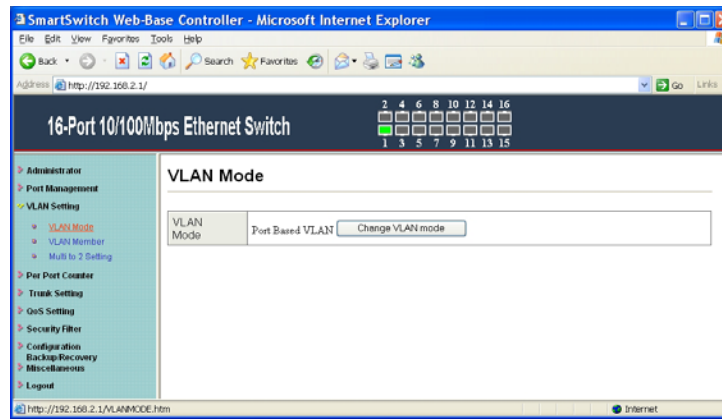 SmartSwitch Web-Base Controller - Microsoft Internet Explorer
File Edit View Favorites Tools Help
Back Search Favorites
Address http://192.168.2.1/ Go Links
2 4 6 8 10 12 14 16
16-Port 10/100Mbps Ethernet Switch
1 3 5 7 9 11 13 15
Administrator
Port Management
VLAN Setting
VLAN Mode
VLAN Member
Multi to 2 Setting
Per Port Counter
Trunk Setting
QoS Setting
Security Filter
Configuration
Backup/Recovery
Miscellaneous
Logout
VLAN Mode
VLAN
Mode
Port Based VLAN Change VLAN mode
http://192.168.2.1/VLANMODE.htm Internet